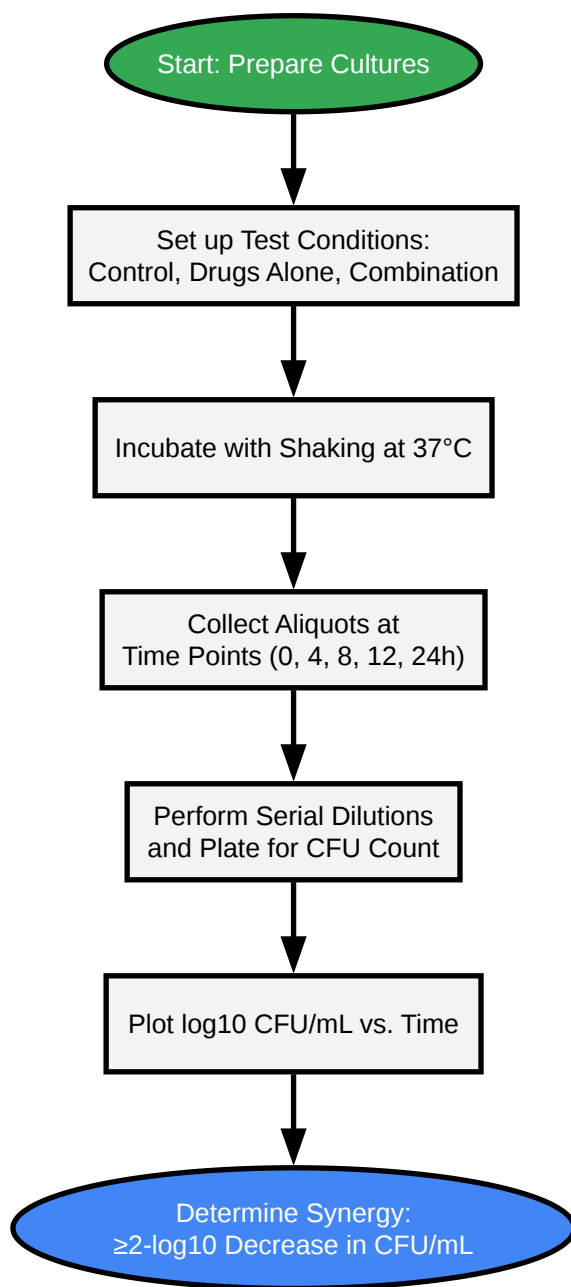 Start: Prepare Cultures
Set up Test Conditions:
Control, Drugs Alone, Combination
Incubate with Shaking at 37°C
Collect Aliquots at
Time Points (0, 4, 8, 12, 24h)
Perform Serial Dilutions
and Plate for CFU Count
Plot log10 CFU/mL vs. Time
Determine Synergy:
≥2-log10 Decrease in CFU/mL